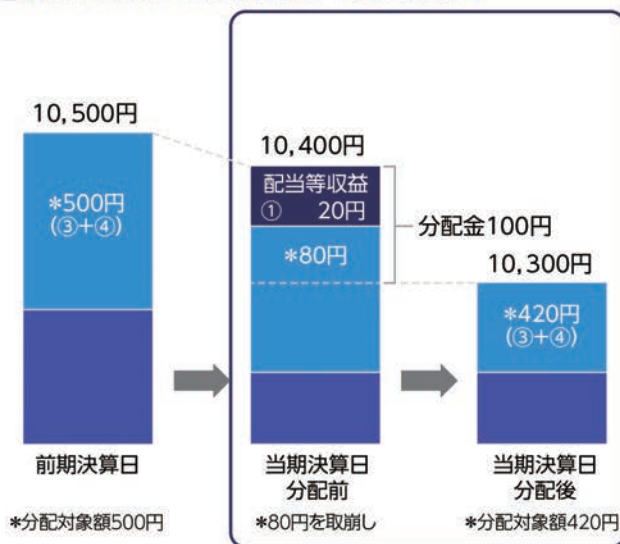 10,500円
*500円
(③+④)
前期決算日
*分配対象額500円
10,400円
配当等収益
① 20円
*80円
分配金100円
当期決算日
分配前
*80円を取崩し
10,300円
*420円
(③+④)
当期決算日
分配後
*分配対象額420円